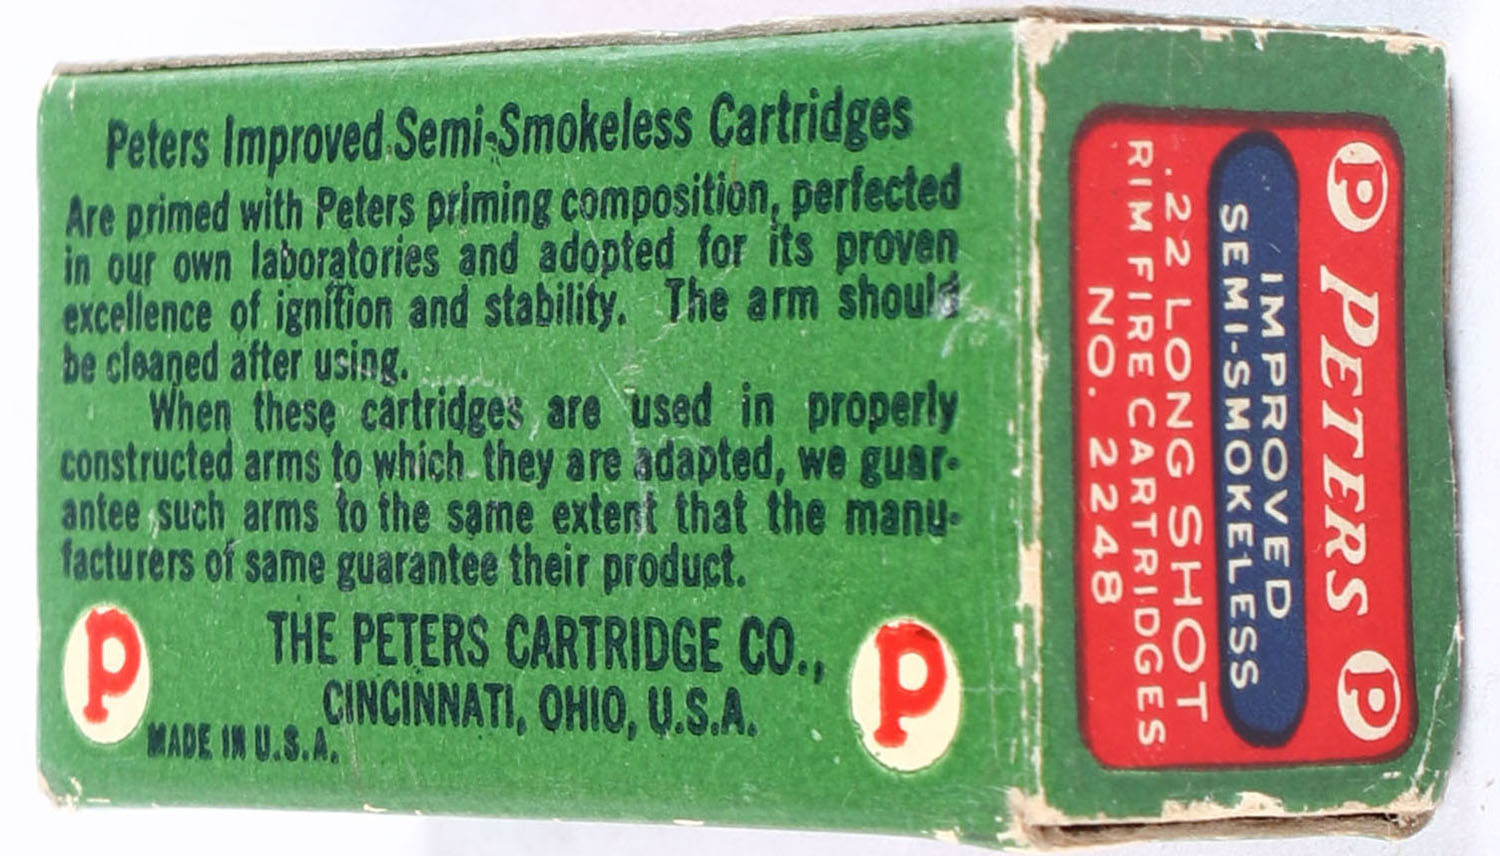 Peters Improved Semi-Smokeless Cartridges
Are primed with Peters priming composition, perfected
in our own laboratories and adopted for its proven
excellence of ignition and stability. The arm should
be cleaned after using.
When these cartridges are used in properly
constructed arms to which they are adapted, we guar-
antee such arms to the same extent that the manu-
facturers of same guarantee their product.
THE PETERS CARTRIDGE CO.,
CINCINNATI, OHIO, U.S.A.
P
P
MADE IN U.S.A.
P PETERS P
IMPROVED
SEMI-SMOKELESS
.22 LONG SHOT
RIM FIRE CARTRIDGES
NO. 2248